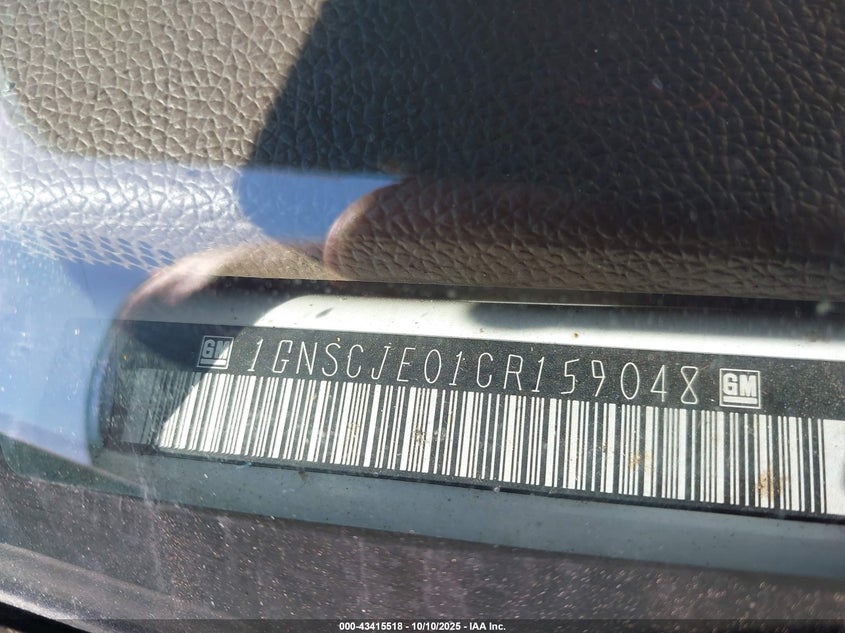 GM 1GNSCJE01CR159048 GM
000-43415518 - 10/10/2025 - IAA Inc.